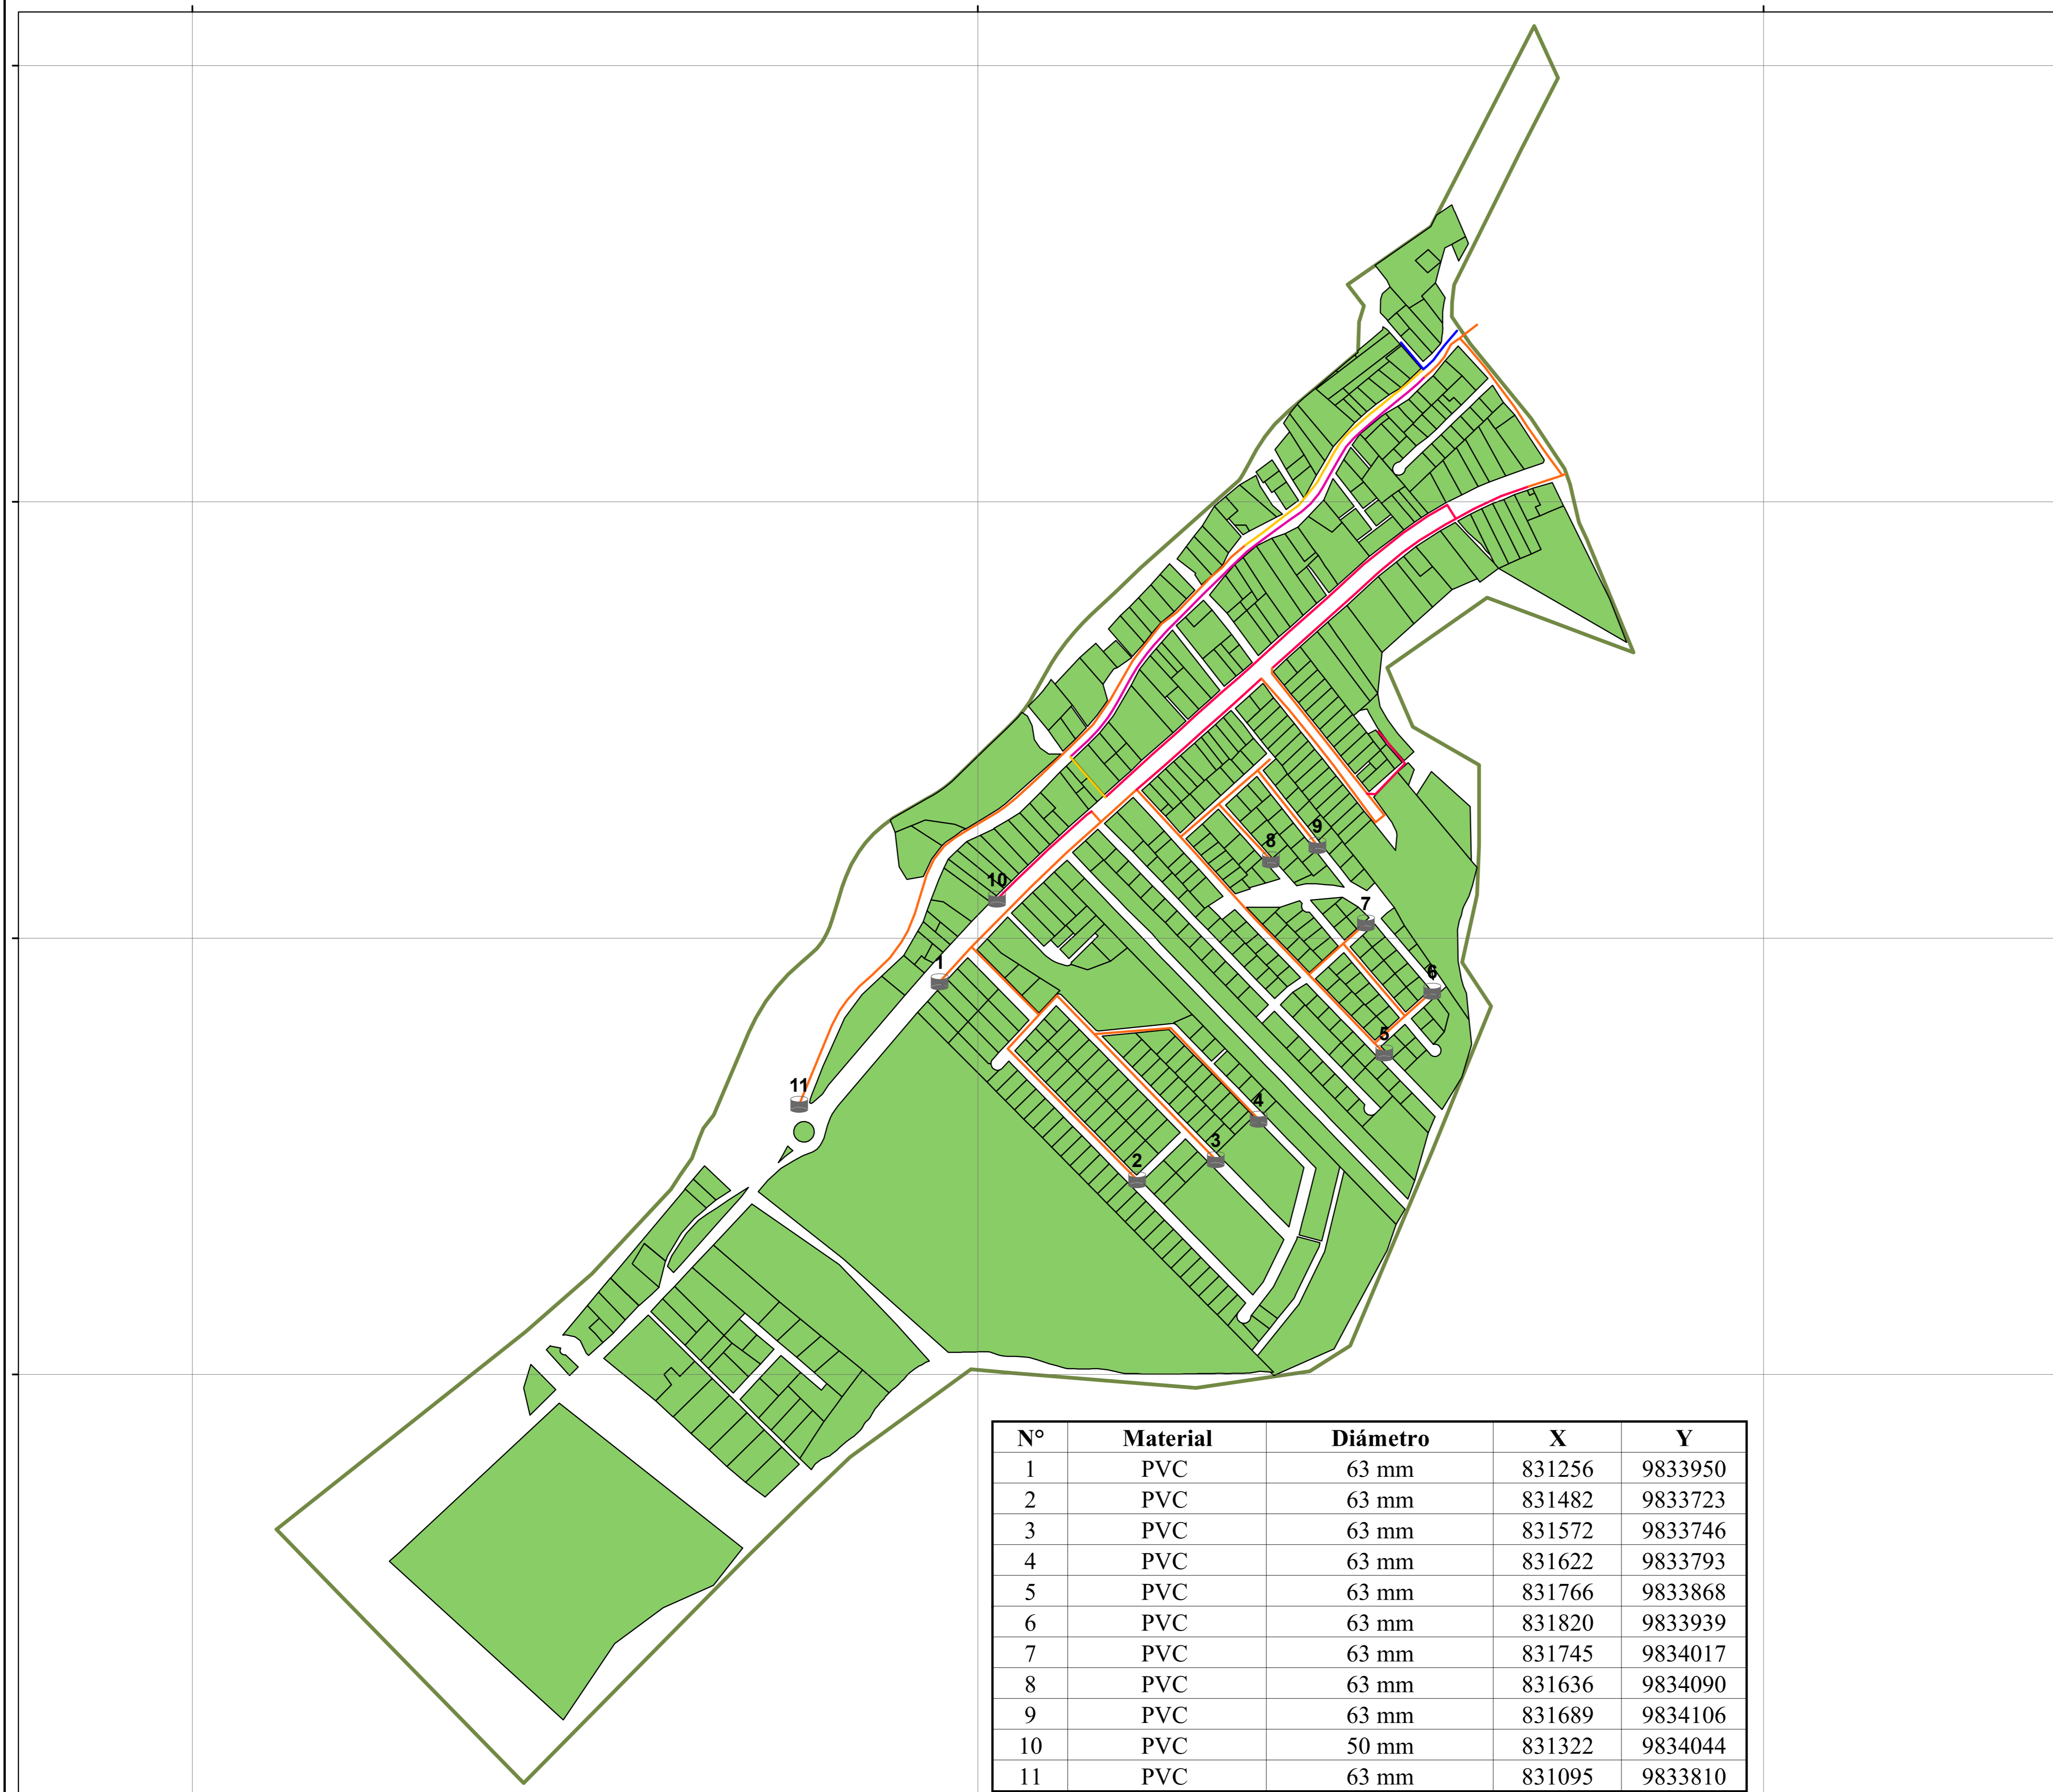 9
8
10
7
1
6
5
11
4
3
2
N° Material Diámetro X Y
1 PVC 63 mm 831256 9833950
2 PVC 63 mm 831482 9833723
3 PVC 63 mm 831572 9833746
4 PVC 63 mm 831622 9833793
5 PVC 63 mm 831766 9833868
6 PVC 63 mm 831820 9833939
7 PVC 63 mm 831745 9834017
8 PVC 63 mm 831636 9834090
9 PVC 63 mm 831689 9834106
10 PVC 50 mm 831322 9834044
11 PVC 63 mm 831095 9833810